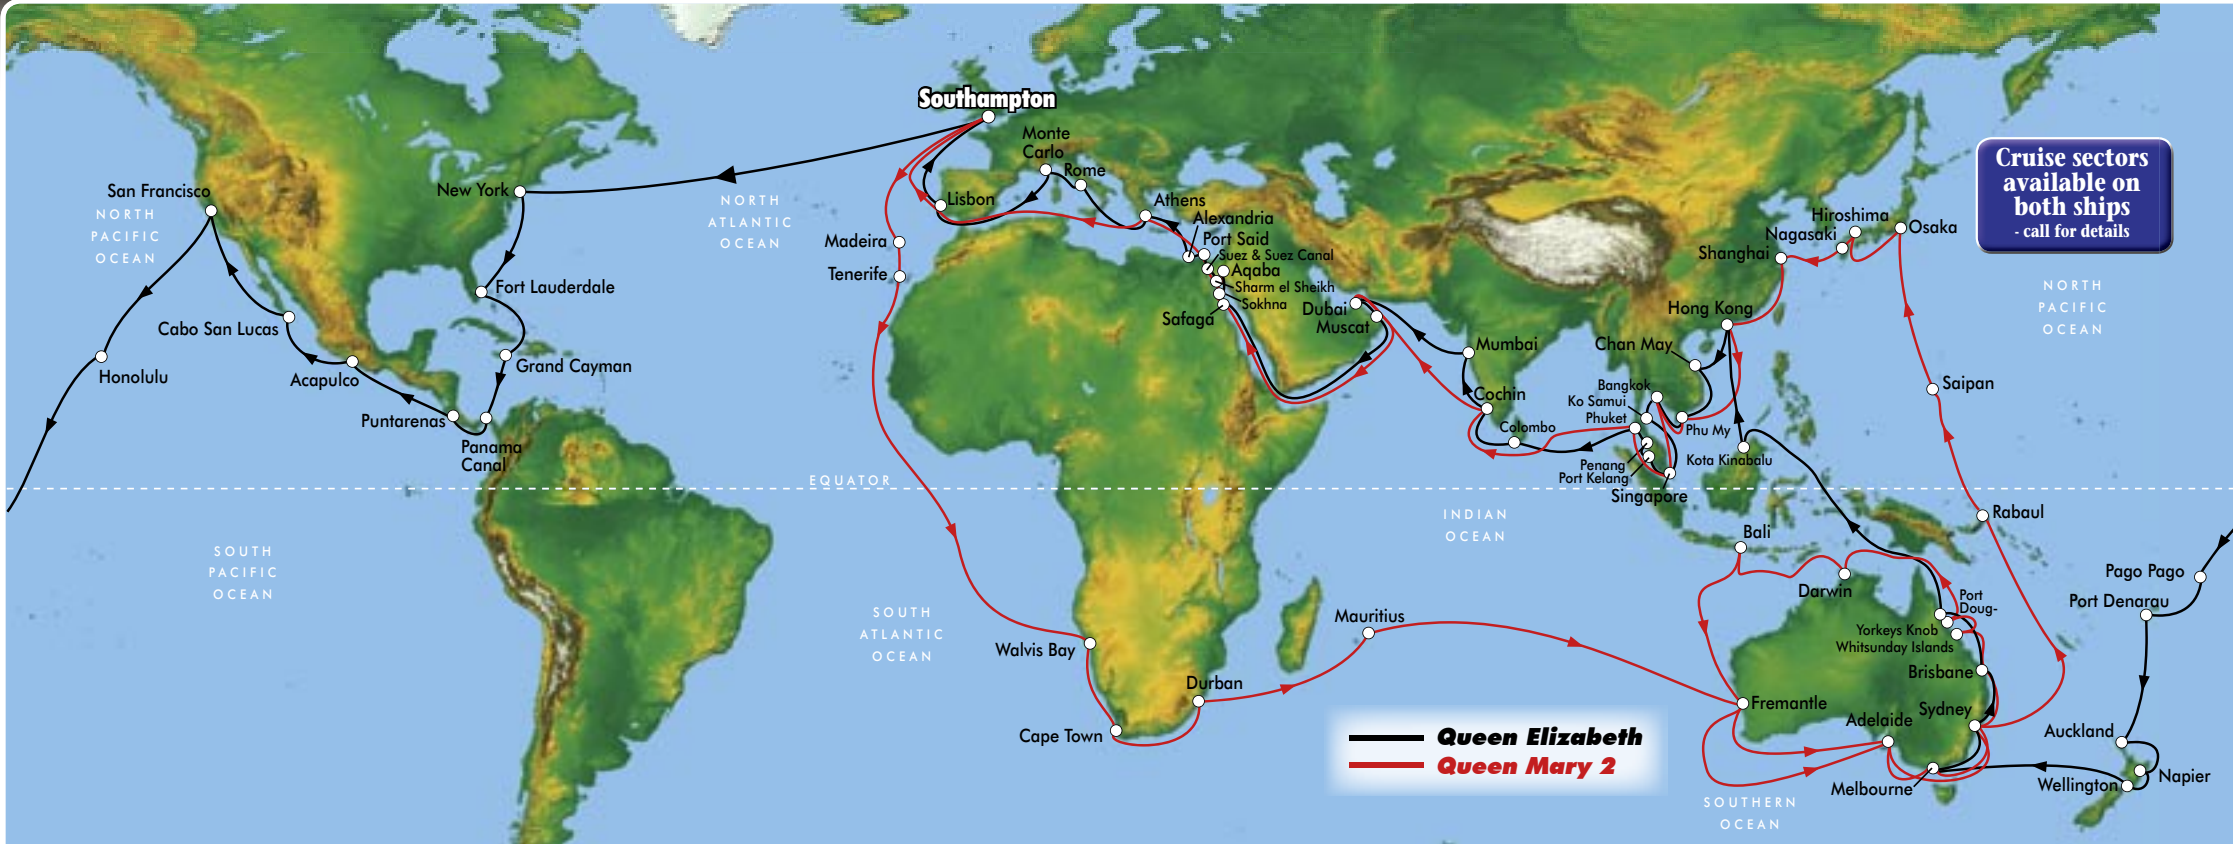 Southampton
Monte
Carlo
Rome
Lisbon
Athens
Alexandria
Port Said
Suez & Suez Canal
Aqaba
Sharm el Sheikh
Sokhna
Safaga
Dubai
Muscat
Mumbai
Cochin
Colombo
San Francisco
NORTH
PACIFIC
OCEAN
New York
NORTH
ATLANTIC
OCEAN
Madeira
Tenerife
Fort Lauderdale
Cabo San Lucas
Honolulu
Acapulco
Grand Cayman
Puntarenas
Panama
Canal
EQUATOR
SOUTH
PACIFIC
OCEAN
SOUTH
ATLANTIC
OCEAN
Walvis Bay
Cape Town
Durban
Mauritius
INDIAN
OCEAN
Cruise sectors
available on
both ships
- call for details
Hiroshima
Nagasaki
Osaka
Shanghai
Hong Kong
Chan May
Bangkok
Ko Samui
Phuket
Phu My
Penang
Port Kelang
Kota Kinabalu
Singapore
NORTH
PACIFIC
OCEAN
Saipan
Rabaul
Bali
Darwin
Port
Doug-
Yorkeys Knob
Whitsunday Islands
Brisbane
Sydney
Fremantle
Adelaide
Melbourne
Pago Pago
Port Denarau
Auckland
Napier
Wellington
SOUTHERN
OCEAN
Queen Elizabeth
Queen Mary 2